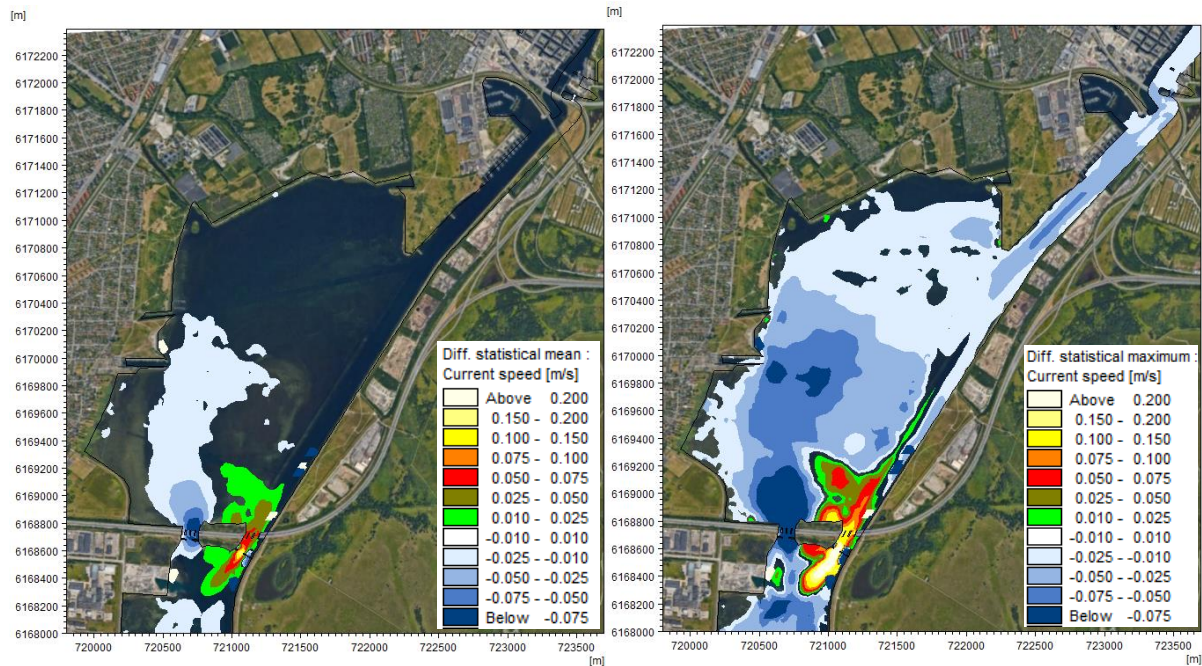 [m]
6172200
6172000
6171800
6171600
6171400
6171200
6171000
6170800
6170600
6170400
6170200
6170000
6169800
6169600
6169400
6169200
6169000
6168800
6168600
6168400
6168200
6168000
720000 720500 721000 721500 722000 722500 723000 723500
[m]
Diff. statistical mean :
Current speed [m/s]
Above 0.200
0.150 - 0.200
0.100 - 0.150
0.075 - 0.100
0.050 - 0.075
0.025 - 0.050
0.010 - 0.025
-0.010 - 0.010
-0.025 - -0.010
-0.050 - -0.025
-0.075 - -0.050
Below -0.075
[m]
6172200
6172000
6171800
6171600
6171400
6171200
6171000
6170800
6170600
6170400
6170200
6170000
6169800
6169600
6169400
6169200
6169000
6168800
6168600
6168400
6168200
6168000
720000 720500 721000 721500 722000 722500 723000 723500
[m]
Diff. statistical maximum :
Current speed [m/s]
Above 0.200
0.150 - 0.200
0.100 - 0.150
0.075 - 0.100
0.050 - 0.075
0.025 - 0.050
0.010 - 0.025
-0.010 - 0.010
-0.025 - -0.010
-0.050 - -0.025
-0.075 - -0.050
Below -0.075